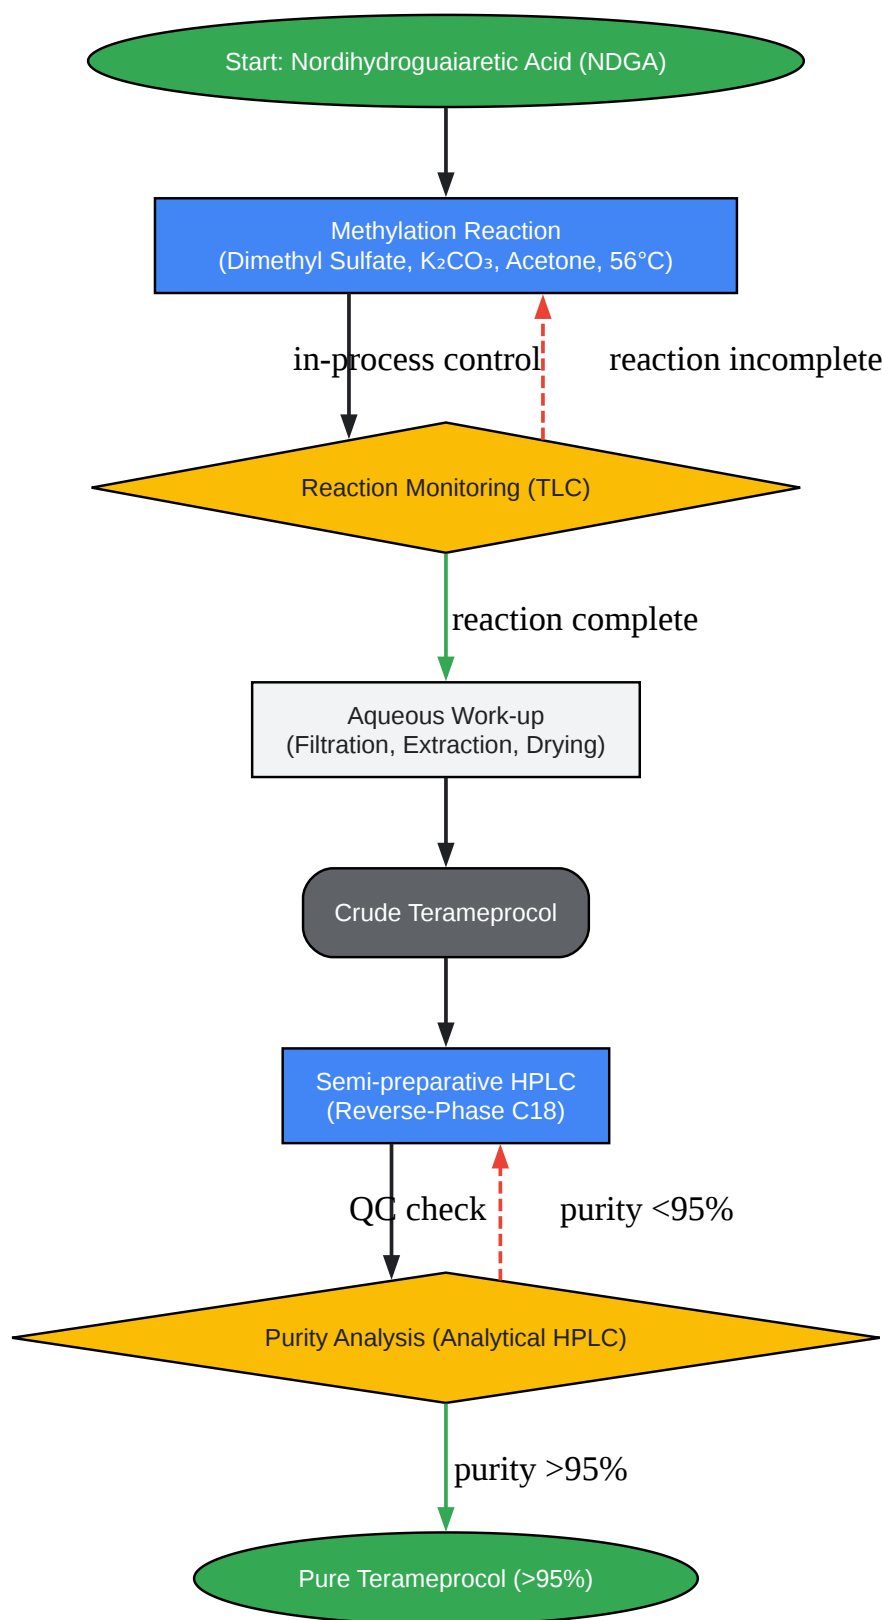 Start: Nordihydroguaiaretic Acid (NDGA)
Methylation Reaction
(Dimethyl Sulfate, K₂CO₃, Acetone, 56°C)
in-process control
reaction incomplete
Reaction Monitoring (TLC)
reaction complete
Aqueous Work-up
(Filtration, Extraction, Drying)
Crude Terameprocol
Semi-preparative HPLC
(Reverse-Phase C18)
QC check
purity <95%
Purity Analysis (Analytical HPLC)
purity >95%
Pure Terameprocol (>95%)